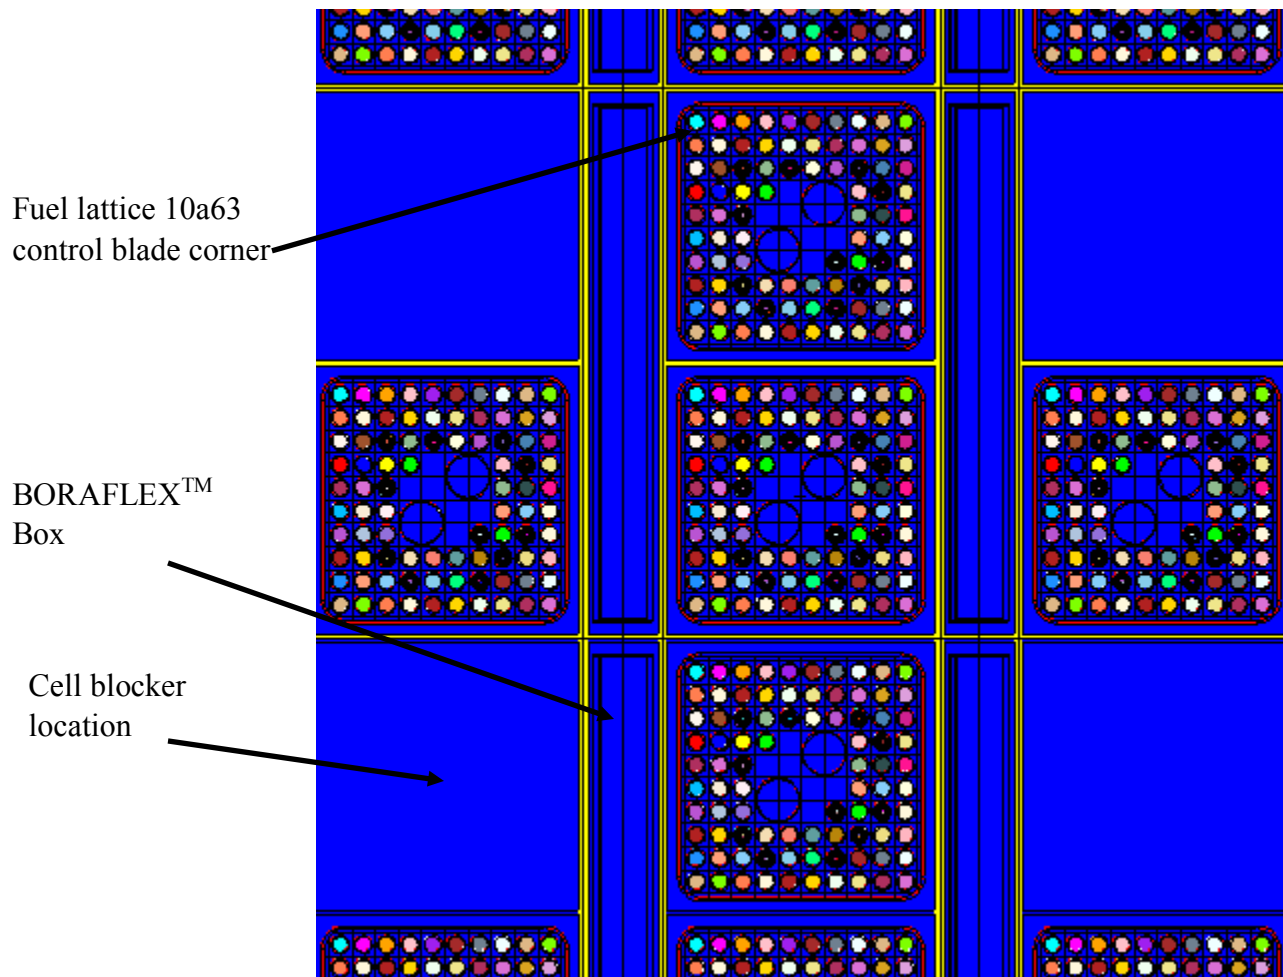 Fuel lattice 10a63
control blade corner
BORAFLEX™
Box
Cell blocker
location